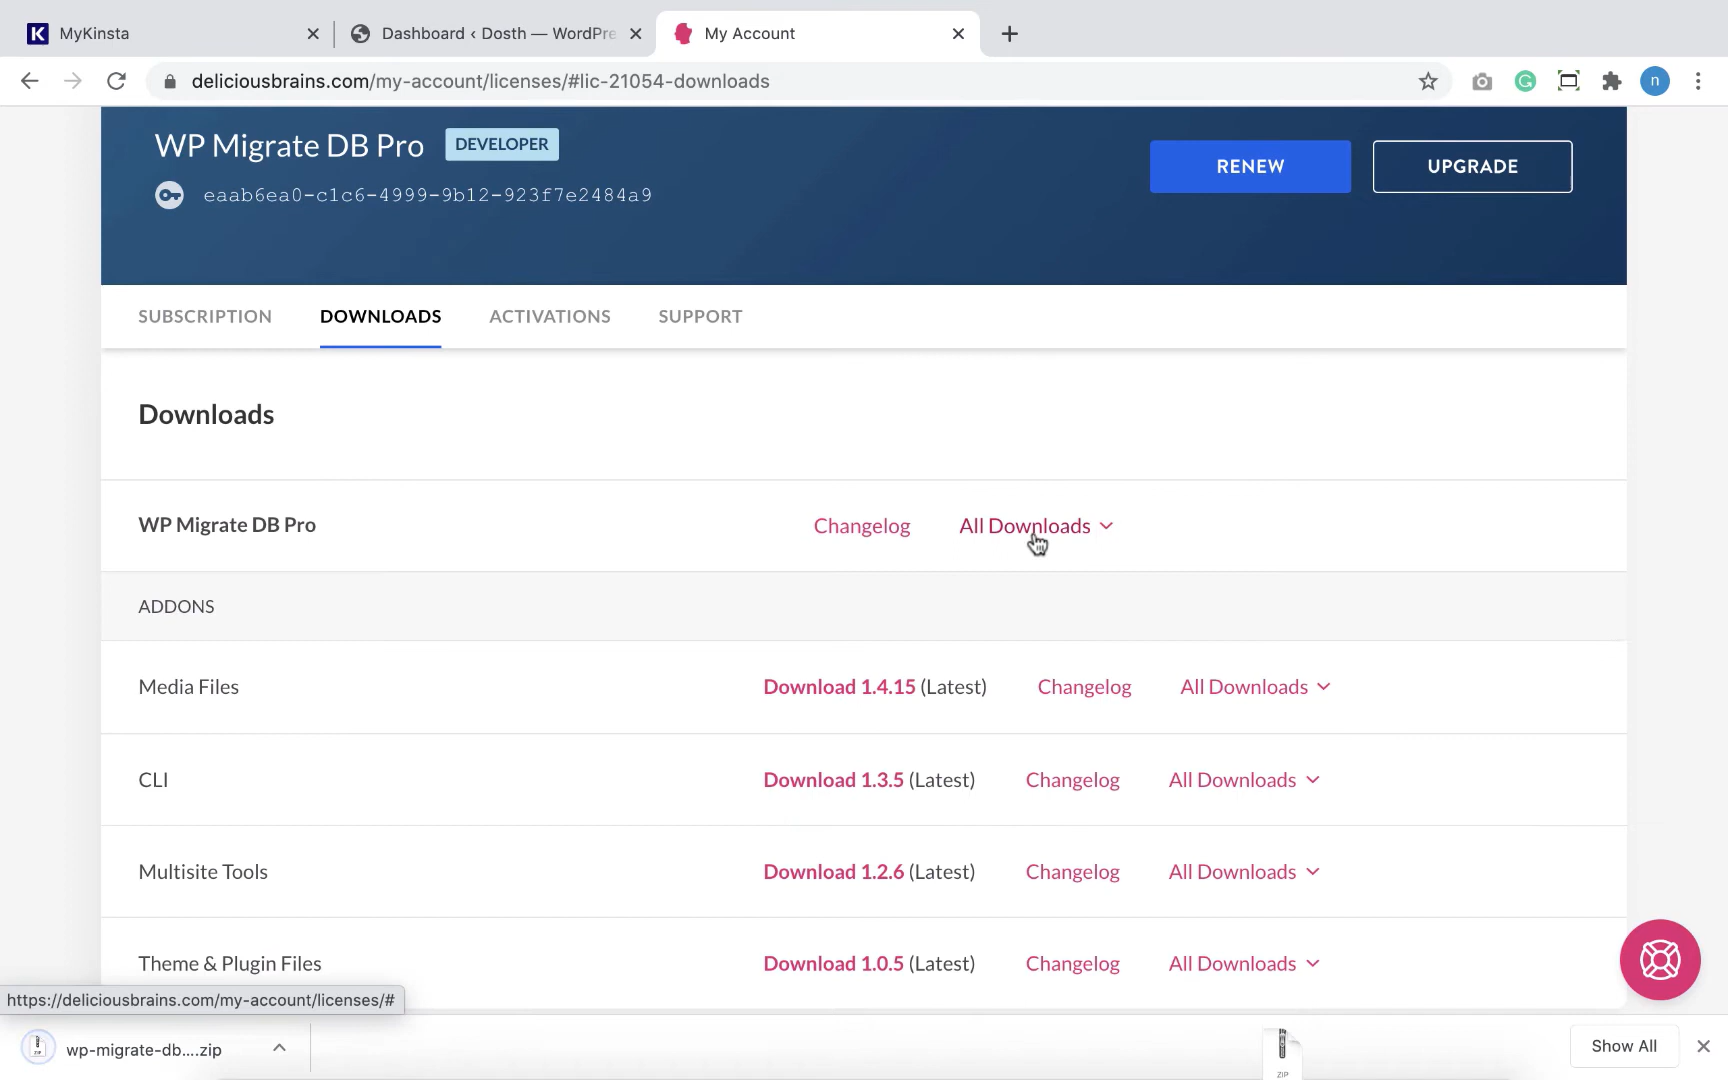 MyKinsta
Dashboard ‹ Dosth — WordPre
My Account
deliciousbrains.com/my-account/licenses/#lic-21054-downloads
n
WP Migrate DB Pro DEVELOPER
eaab6ea0-c1c6-4999-9b12-923f7e2484a9
RENEW UPGRADE
SUBSCRIPTION DOWNLOADS ACTIVATIONS SUPPORT
Downloads
WP Migrate DB Pro Changelog All Downloads
ADDONS
Media Files Download 1.4.15 (Latest) Changelog All Downloads
CLI Download 1.3.5 (Latest) Changelog All Downloads
Multisite Tools Download 1.2.6 (Latest) Changelog All Downloads
Theme & Plugin Files Download 1.0.5 (Latest) Changelog All Downloads
https://deliciousbrains.com/my-account/licenses/#
ZIP wp-migrate-db....zip
ZIP
Show All